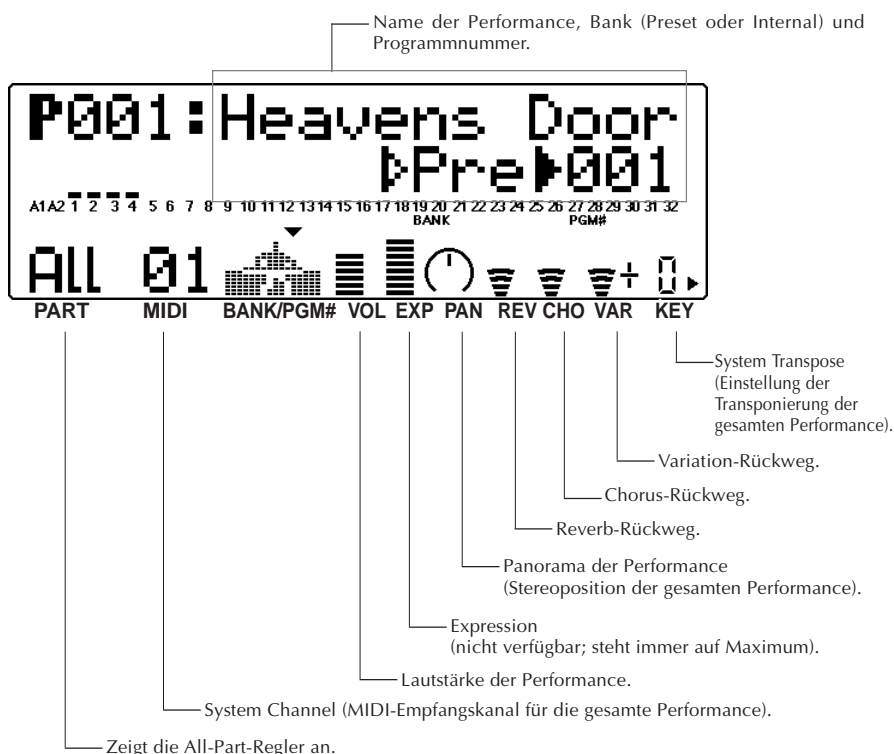 Name der Performance, Bank (Preset oder Internal) und
Programmnummer.
P001:Heavens Door
Pre 001
A1 A2 1 2 3 4 5 6 7 8 9 10 11 12 13 14 15 16 17 18 19 20 21 22 23 24 25 26 27 28 29 30 31 32
BANK PGM#
All 01 + 0
PART MIDI BANK/PGM# VOL EXP PAN REV CHO VAR KEY
System Transpose
(Einstellung der
Transponierung der
gesamten Performance).
Variation-Rückweg.
Chorus-Rückweg.
Reverb-Rückweg.
Panorama der Performance
(Stereoposition der gesamten Performance).
Expression
(nicht verfügbar; steht immer auf Maximum).
Lautstärke der Performance.
System Channel (MIDI-Empfangskanal für die gesamte Performance).
Zeigt die All-Part-Regler an.